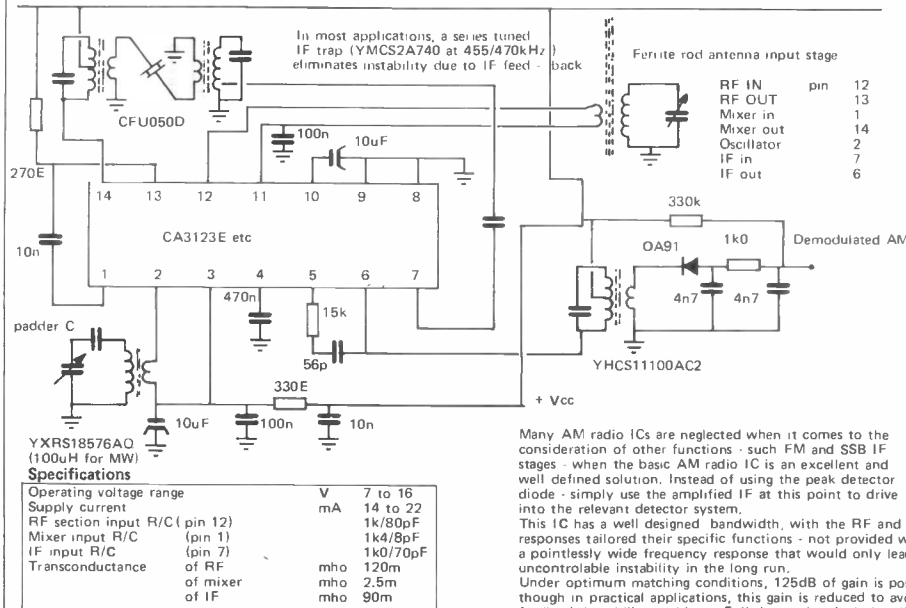 In most applications, a series tuned
IF trap (YMCS2A740 at 455/470kHz)
eliminates instability due to IF feed - back
Ferrite rod antenna input stage
RF IN pin 12
RF OUT 13
Mixer in 1
Mixer out 14
Oscillator 2
IF in 7
IF out 6
CFU050D
100n
10uF
270E
14 13 12 11 10 9 8
330k
CA3123E etc
OA91
1k0
Demodulated AM
10n
1 2 3 4 5 6 7
470n
15k
4n7
4n7
padder C
56p
YHCS11100AC2
330E
+ Vcc
10uF
100n
10n
YXRS18576AO
(100uH for MW)
Specifications
Operating voltage range V 7 to 16
Supply current mA 14 to 22
RF section input R/C ( pin 12) 1k/80pF
Mixer input R/C (pin 1) 1k4/8pF
IF input R/C (pin 7) 1k0/70pF
Transconductance of RF mho 120m
of mixer mho 2.5m
of IF mho 90m
Many AM radio ICs are neglected when it comes to the
consideration of other functions - such FM and SSB IF
stages - when the basic AM radio IC is an excellent and
well defined solution. Instead of using the peak detector
diode - simply use the amplified IF at this point to drive
into the relevant detector system.
This IC has a well designed bandwidth, with the RF and
responses tailored their specific functions - not provided w
a pointlessly wide frequency response that would only lead
uncontrolable instability in the long run.
Under optimum matching conditions, 125dB of gain is pos
though in practical applications, this gain is reduced to avo